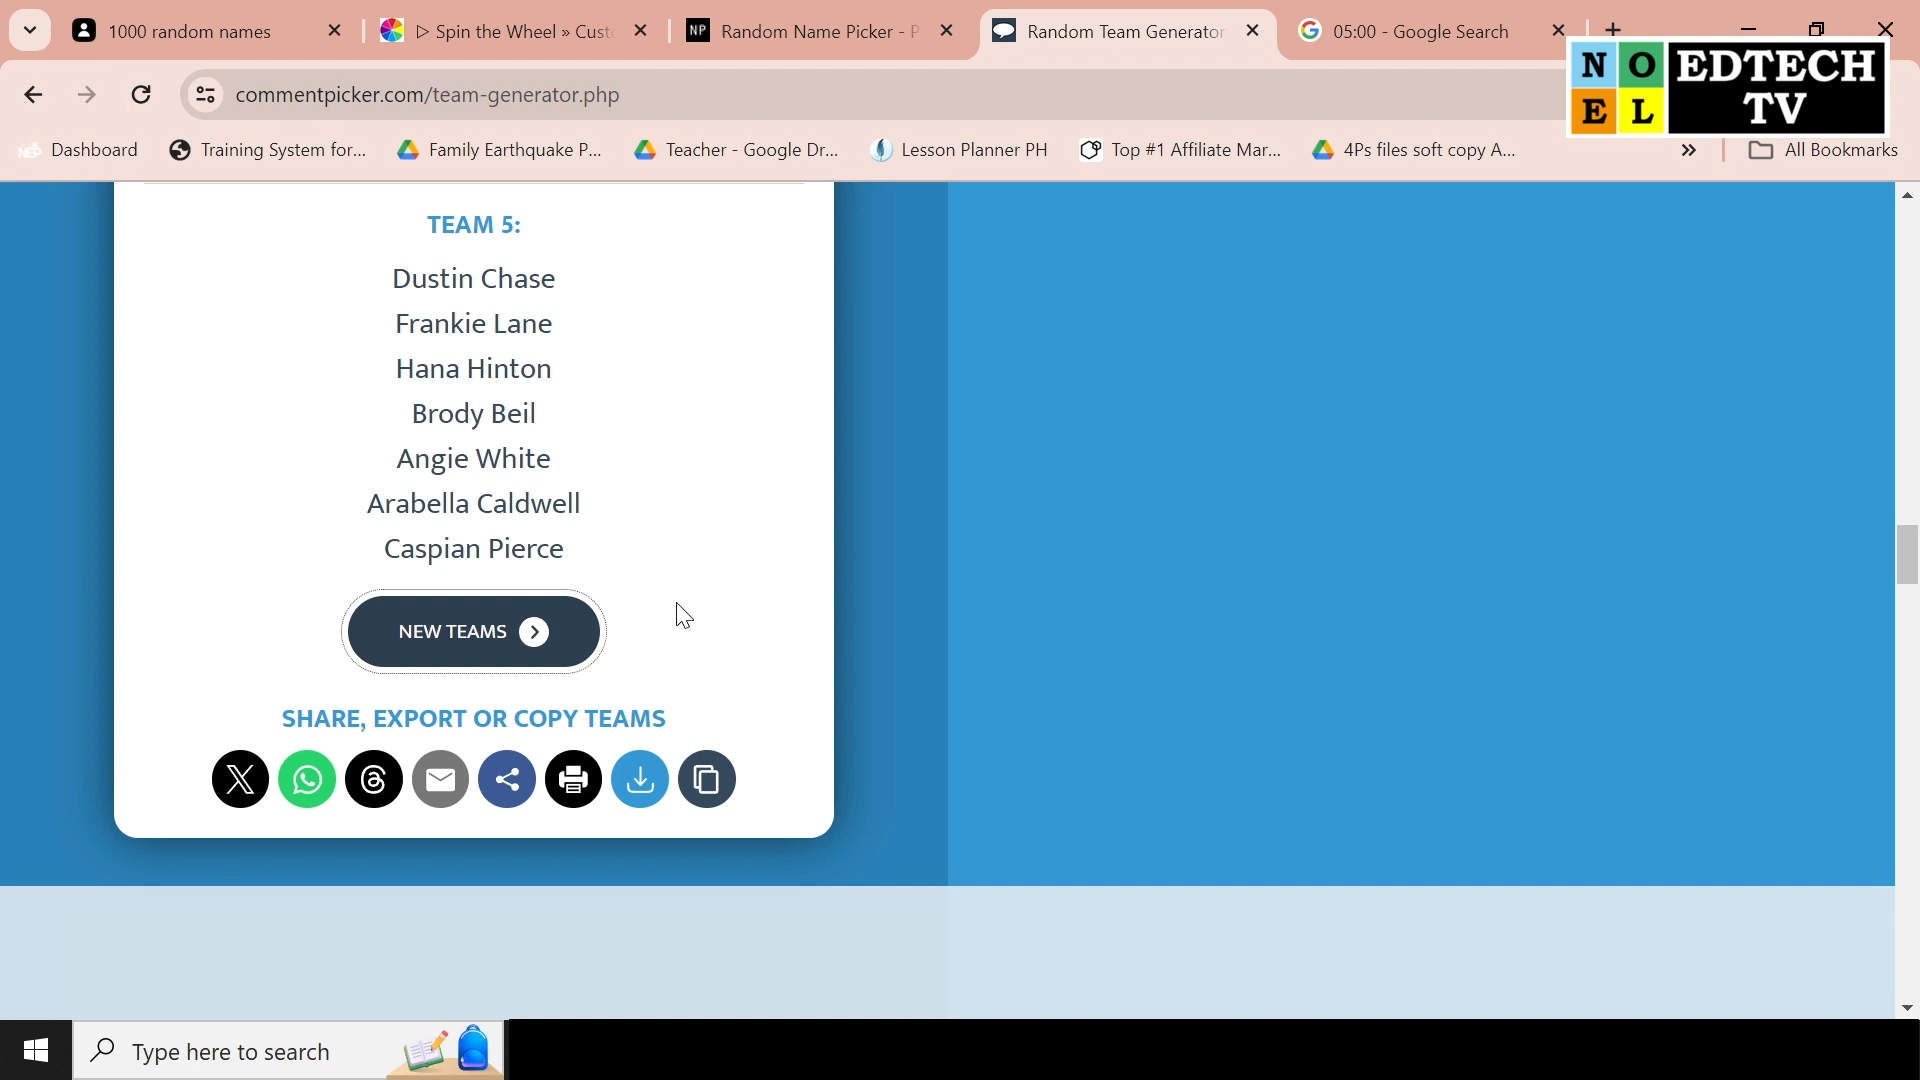 1000 random names
▷ Spin the Wheel » Cust
NP
Random Name Picker - P
Random Team Generator
05:00 - Google Search
commentpicker.com/team-generator.php
N O
E L
EDTECH
TV
Dashboard
Training System for...
Family Earthquake P...
Teacher - Google Dr...
Lesson Planner PH
Top #1 Affiliate Mar...
4Ps files soft copy A...
All Bookmarks
TEAM 5:
Dustin Chase
Frankie Lane
Hana Hinton
Brody Beil
Angie White
Arabella Caldwell
Caspian Pierce
NEW TEAMS
SHARE, EXPORT OR COPY TEAMS
Type here to search